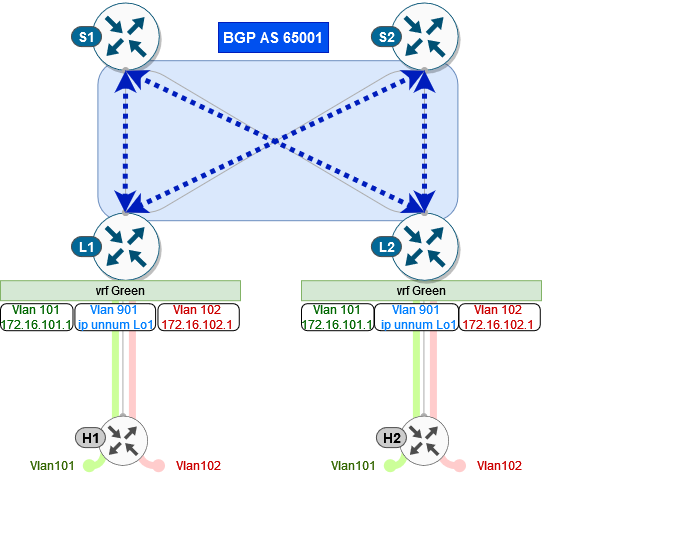 S1
BGP AS 65001
S2
L1
L2
vrf Green
vrf Green
Vlan 101
172.16.101.1
Vlan 901
ip unnum Lo1
Vlan 102
172.16.102.1
Vlan 101
172.16.101.1
Vlan 901
ip unnum Lo1
Vlan 102
172.16.102.1
H1
H2
Vlan101
Vlan102
Vlan101
Vlan102